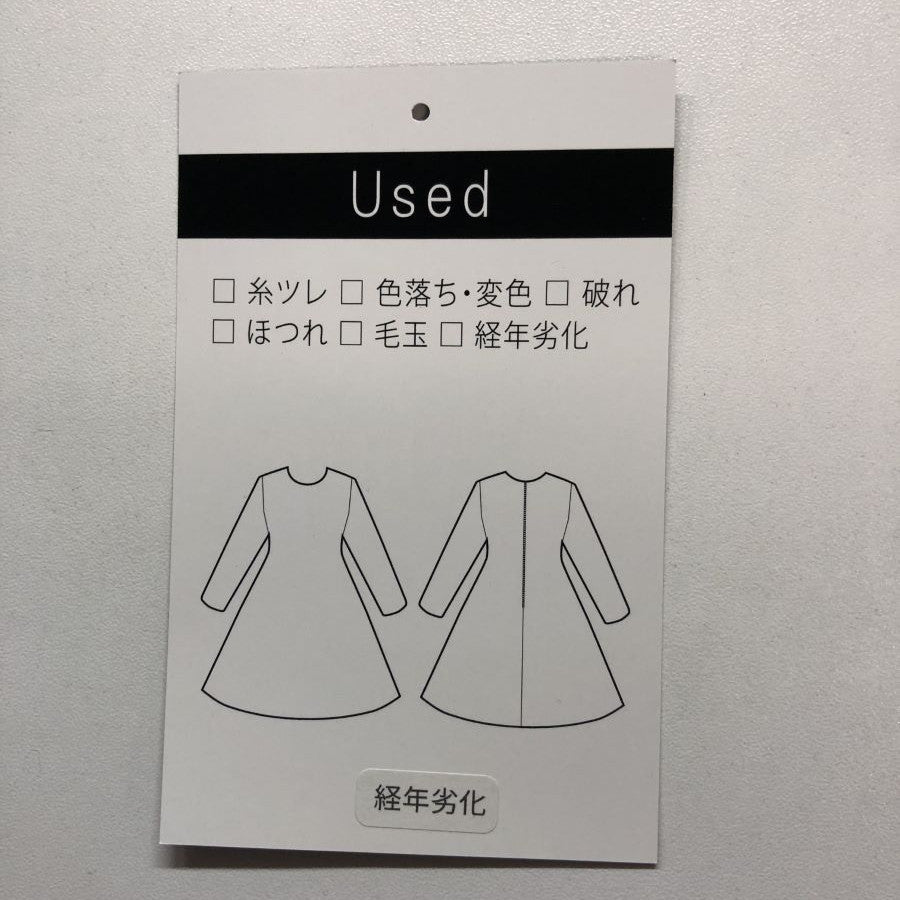 Used
□ 糸ツレ □ 色落ち・変色 □ 破れ
□ ほつれ □ 毛玉 □ 経年劣化
経年劣化